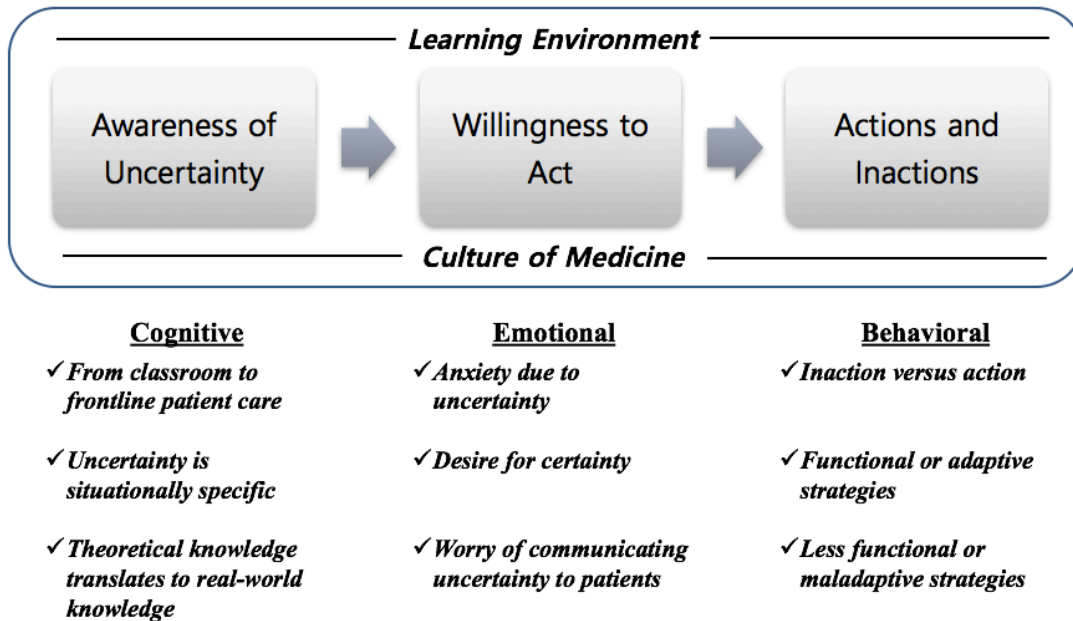 Learning Environment
Awareness of
Uncertainty
Willingness to
Act
Actions and
Inactions
Culture of Medicine
Cognitive
✓ From classroom to
frontline patient care
✓ Uncertainty is
situationally specific
✓ Theoretical knowledge
translates to real-world
knowledge
Emotional
✓ Anxiety due to
uncertainty
✓ Desire for certainty
✓ Worry of communicating
uncertainty to patients
Behavioral
✓ Inaction versus action
✓ Functional or adaptive
strategies
✓ Less functional or
maladaptive strategies